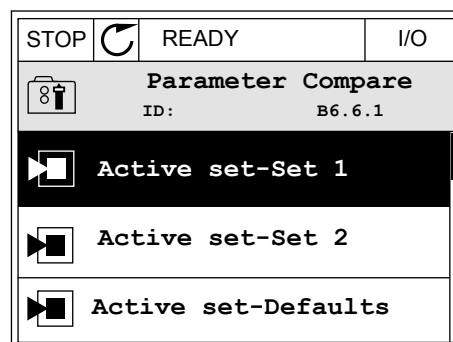 STOP READY I/O
Parameter Compare
ID: B6.6.1
Active set-Set 1
Active set-Set 2
Active set-Defaults